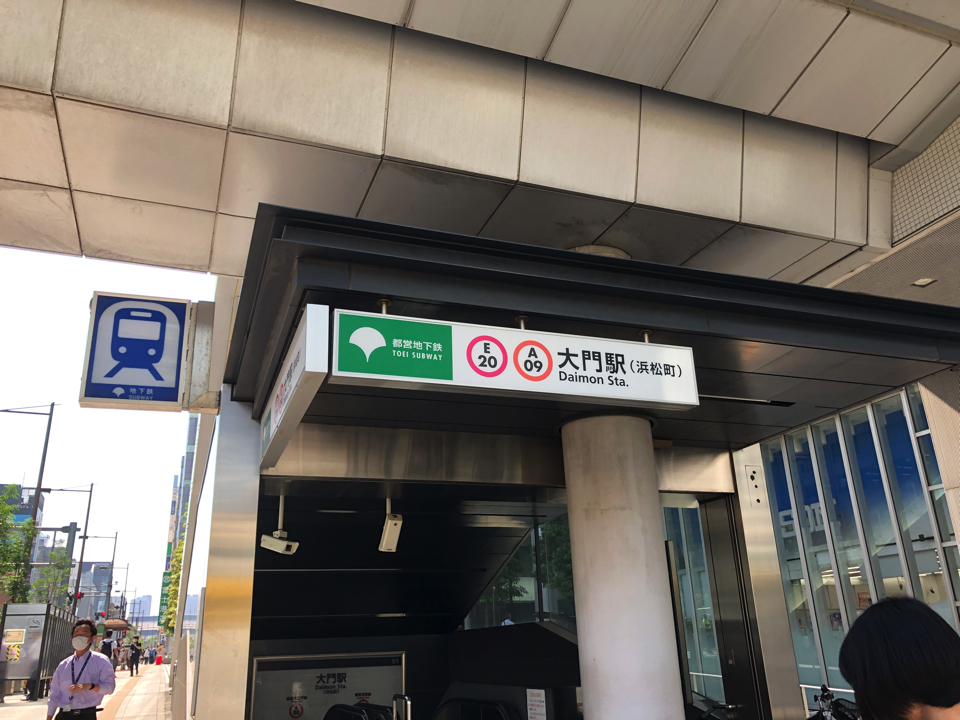 地下鉄
SUBWAY
都営地下鉄
TOEI SUBWAY
E
20
A
09
大門駅(浜松町)
Daimon Sta.
大門駅
Daimon Sta.